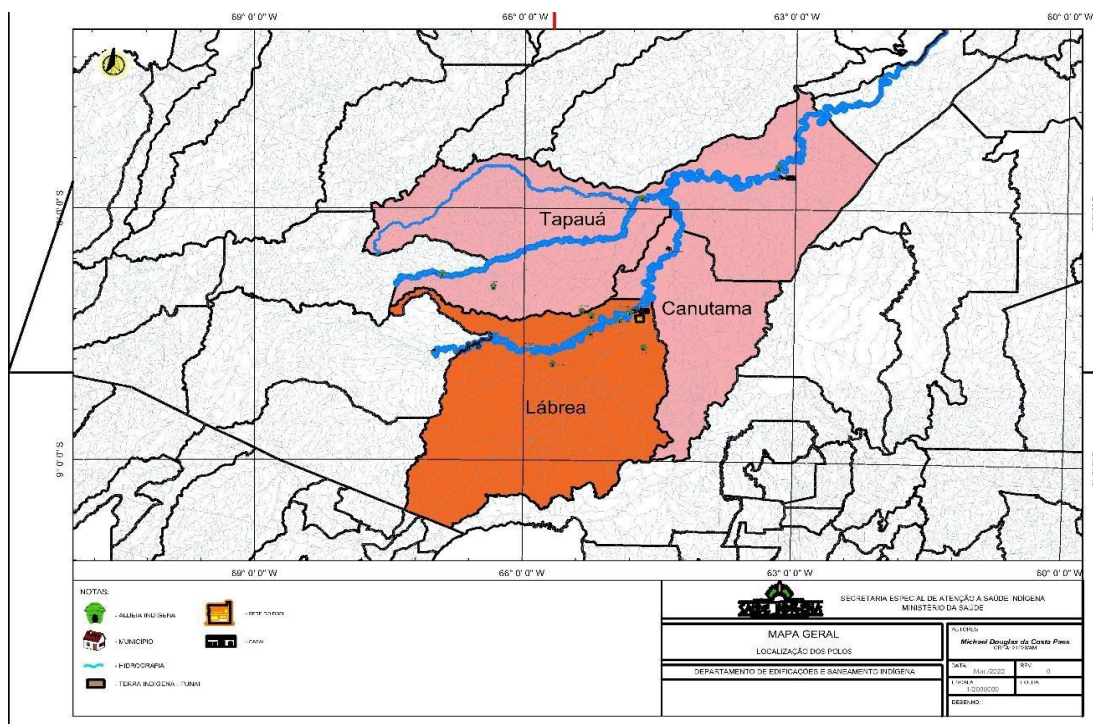 69° 0' 0" W
66° 0' 0" W
63° 0' 0" W
60° 0' 0" W
Tapauá
Canutama
Lábrea
9° 0' 0" S
69° 0' 0" W
66° 0' 0" W
63° 0' 0" W
60° 0' 0" W
NOTAS:
- ALDEIA INDÍGENA
- MUNICÍPIO
- HIDROGRAFIA
- TERRA INDÍGENA - FUNAI
SAÚDE INDÍGENA
SECRETARIA ESPECIAL DE ATENÇÃO A SAÚDE INDÍGENA
MINISTÉRIO DA SAÚDE
MAPA GERAL
LOCALIZAÇÃO DOS POLOS
DEPARTAMENTO DE EDIFICAÇÕES E SANEAMENTO INDÍGENA
AUTORES:
Michael Douglas da Costa Paes
DATA:
Mar./2022
REV:
0
ESCALA:
1/2000000
DESENHO: